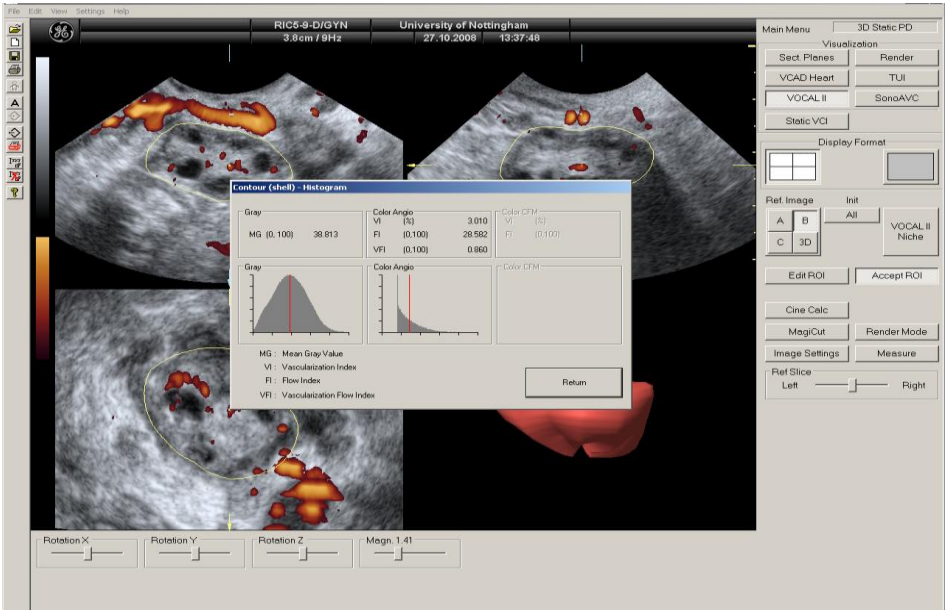 File Edit View Settings Help
RIC5-9-D/GYN University of Nottingham
3.8cm / 9Hz 27.10.2008 13:37:48
Main Menu 3D Static PD
Visualization
Sect. Planes Render
VCAD Heart TUI
VOCAL II SonoAVC
Static VCI
Display Format
Ref. Image Init
A B All
VOCAL II
Niche
C 3D
Edit ROI Accept ROI
Cine Calc
MagiCut Render Mode
Image Settings Measure
Ref Slice
Left Right
Contour (shell) - Histogram
Gray Color Angio Color CFM
VI (%) 3.010 VI (%)
MG (0, 100) 38.813 FI (0,100) 28.582 FI (0,100)
VFI (0,100) 0.860
Gray Color Angio Color CFM
MG : Mean Gray Value
VI : Vascularization Index
FI : Flow Index
VFI : Vascularization Flow Index
Return
Rotation X Rotation Y Rotation Z Magn. 1.41